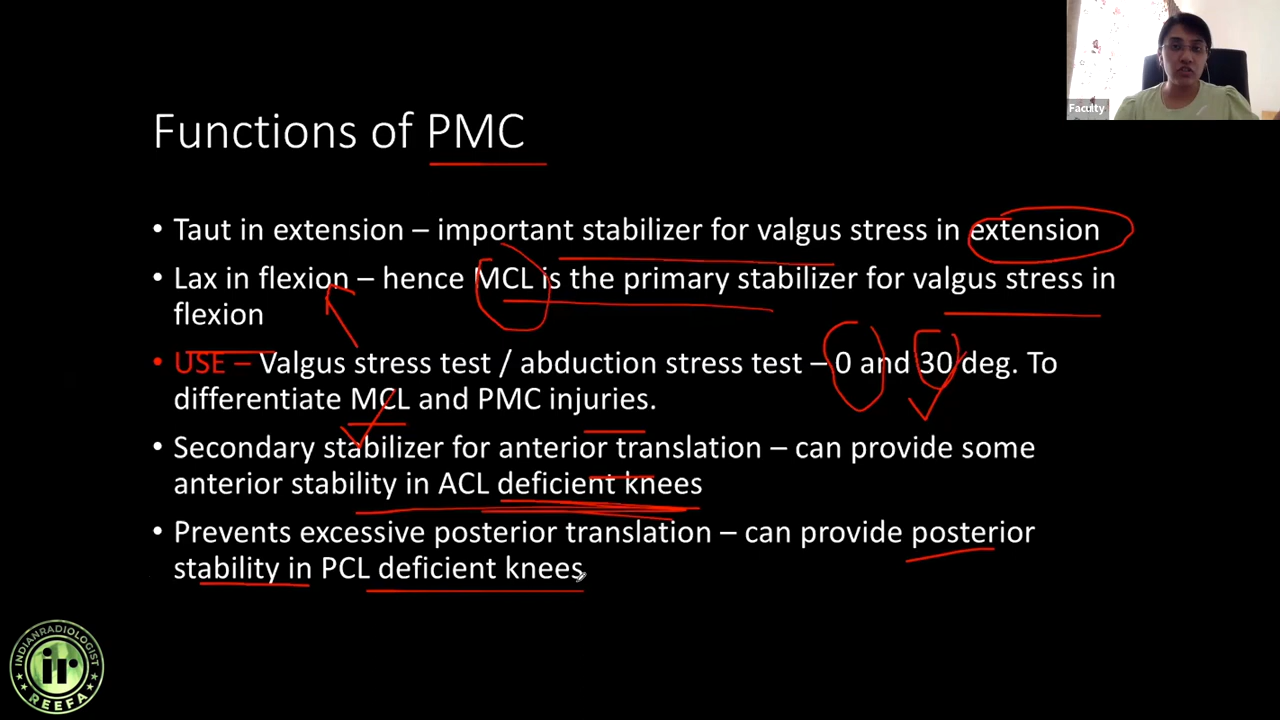 Faculty
Functions of PMC
• Taut in extension – important stabilizer for valgus stress in extension
• Lax in flexion – hence MCL is the primary stabilizer for valgus stress in
flexion
• USE – Valgus stress test / abduction stress test – 0 and 30 deg. To
differentiate MCL and PMC injuries.
• Secondary stabilizer for anterior translation – can provide some
anterior stability in ACL deficient knees
• Prevents excessive posterior translation – can provide posterior
stability in PCL deficient knees
INDIANRADIOLOGIST
ir
REEFA